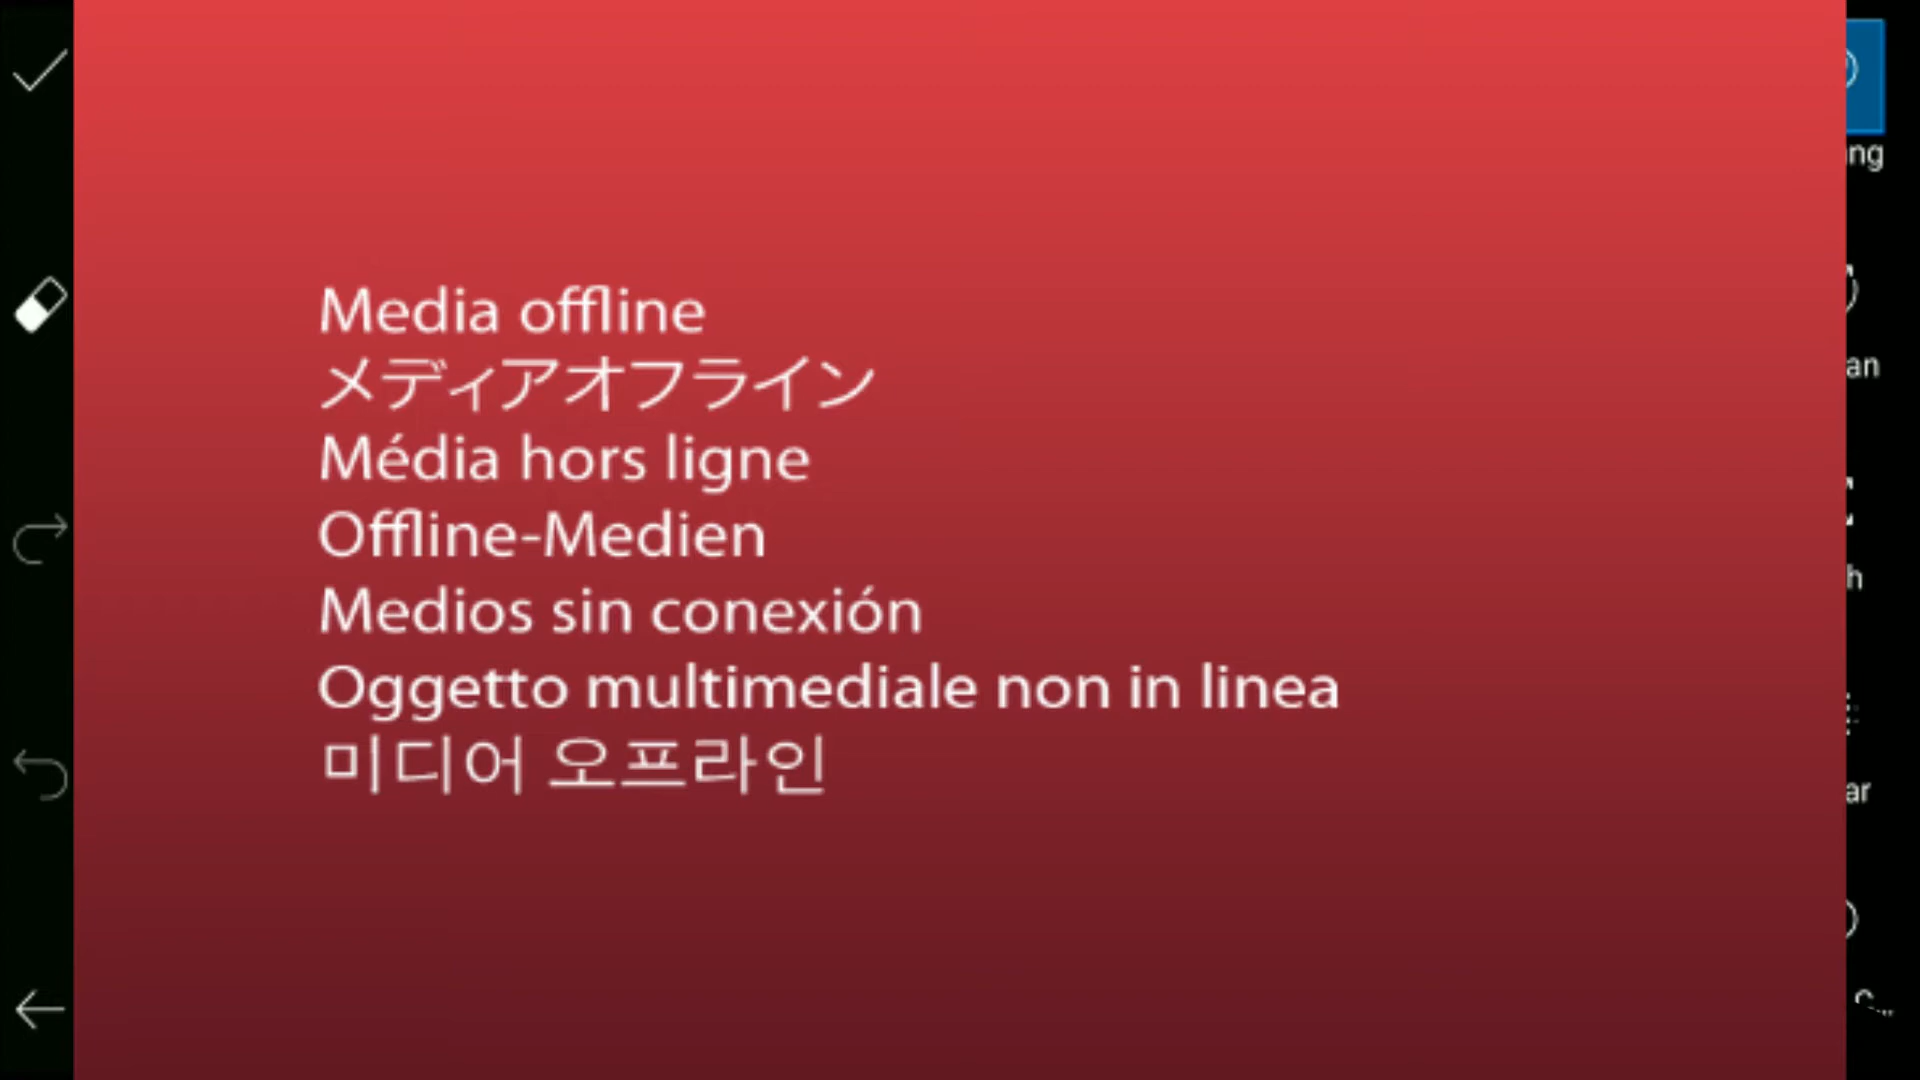 Media offline
メディアオフライン
Média hors ligne
Offline-Medien
Medios sin conexión
Oggetto multimediale non in linea
미디어 오프라인